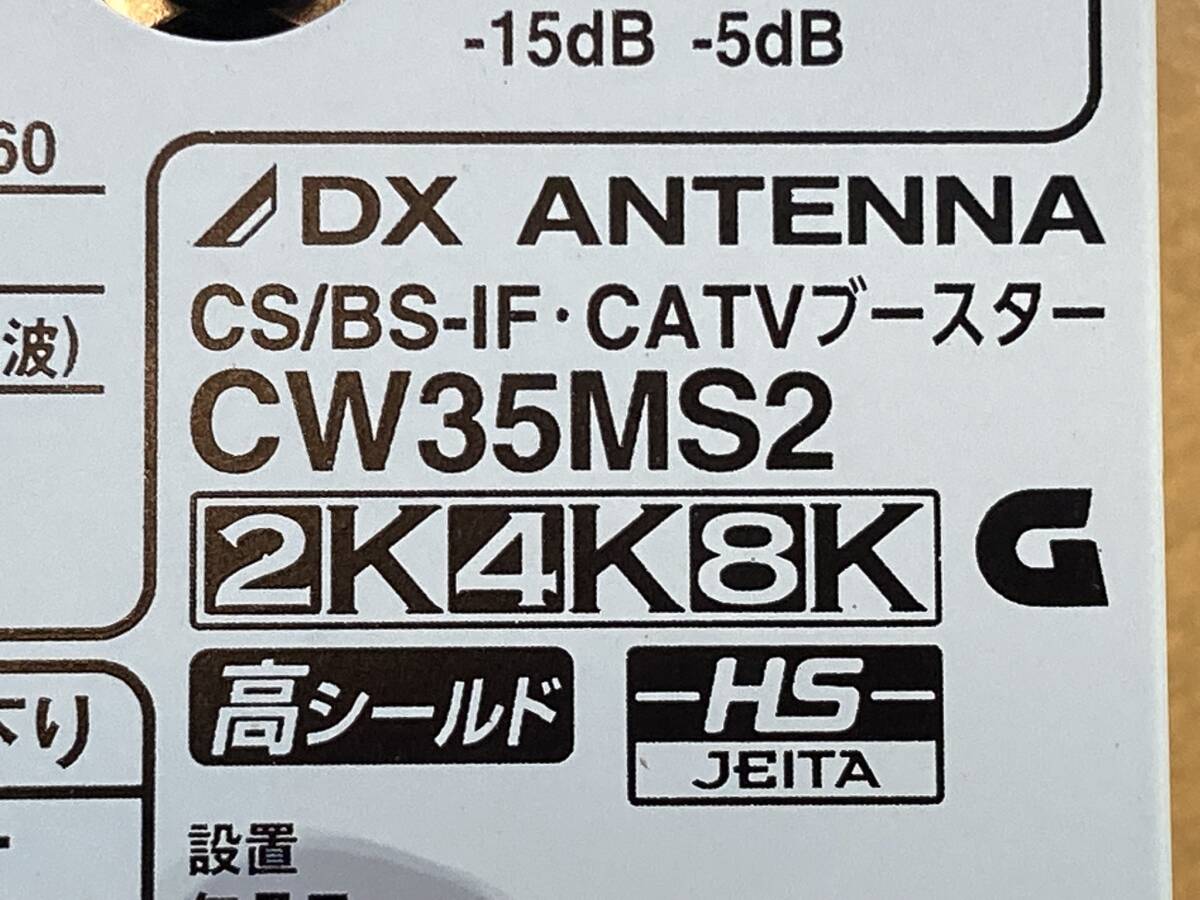 -15dB -5dB
60
DX ANTENNA
CS/BS-IF・CATVブースター
波)
CW35MS2
2K4K8K G
高シールド
HS
JEITA
り
設置